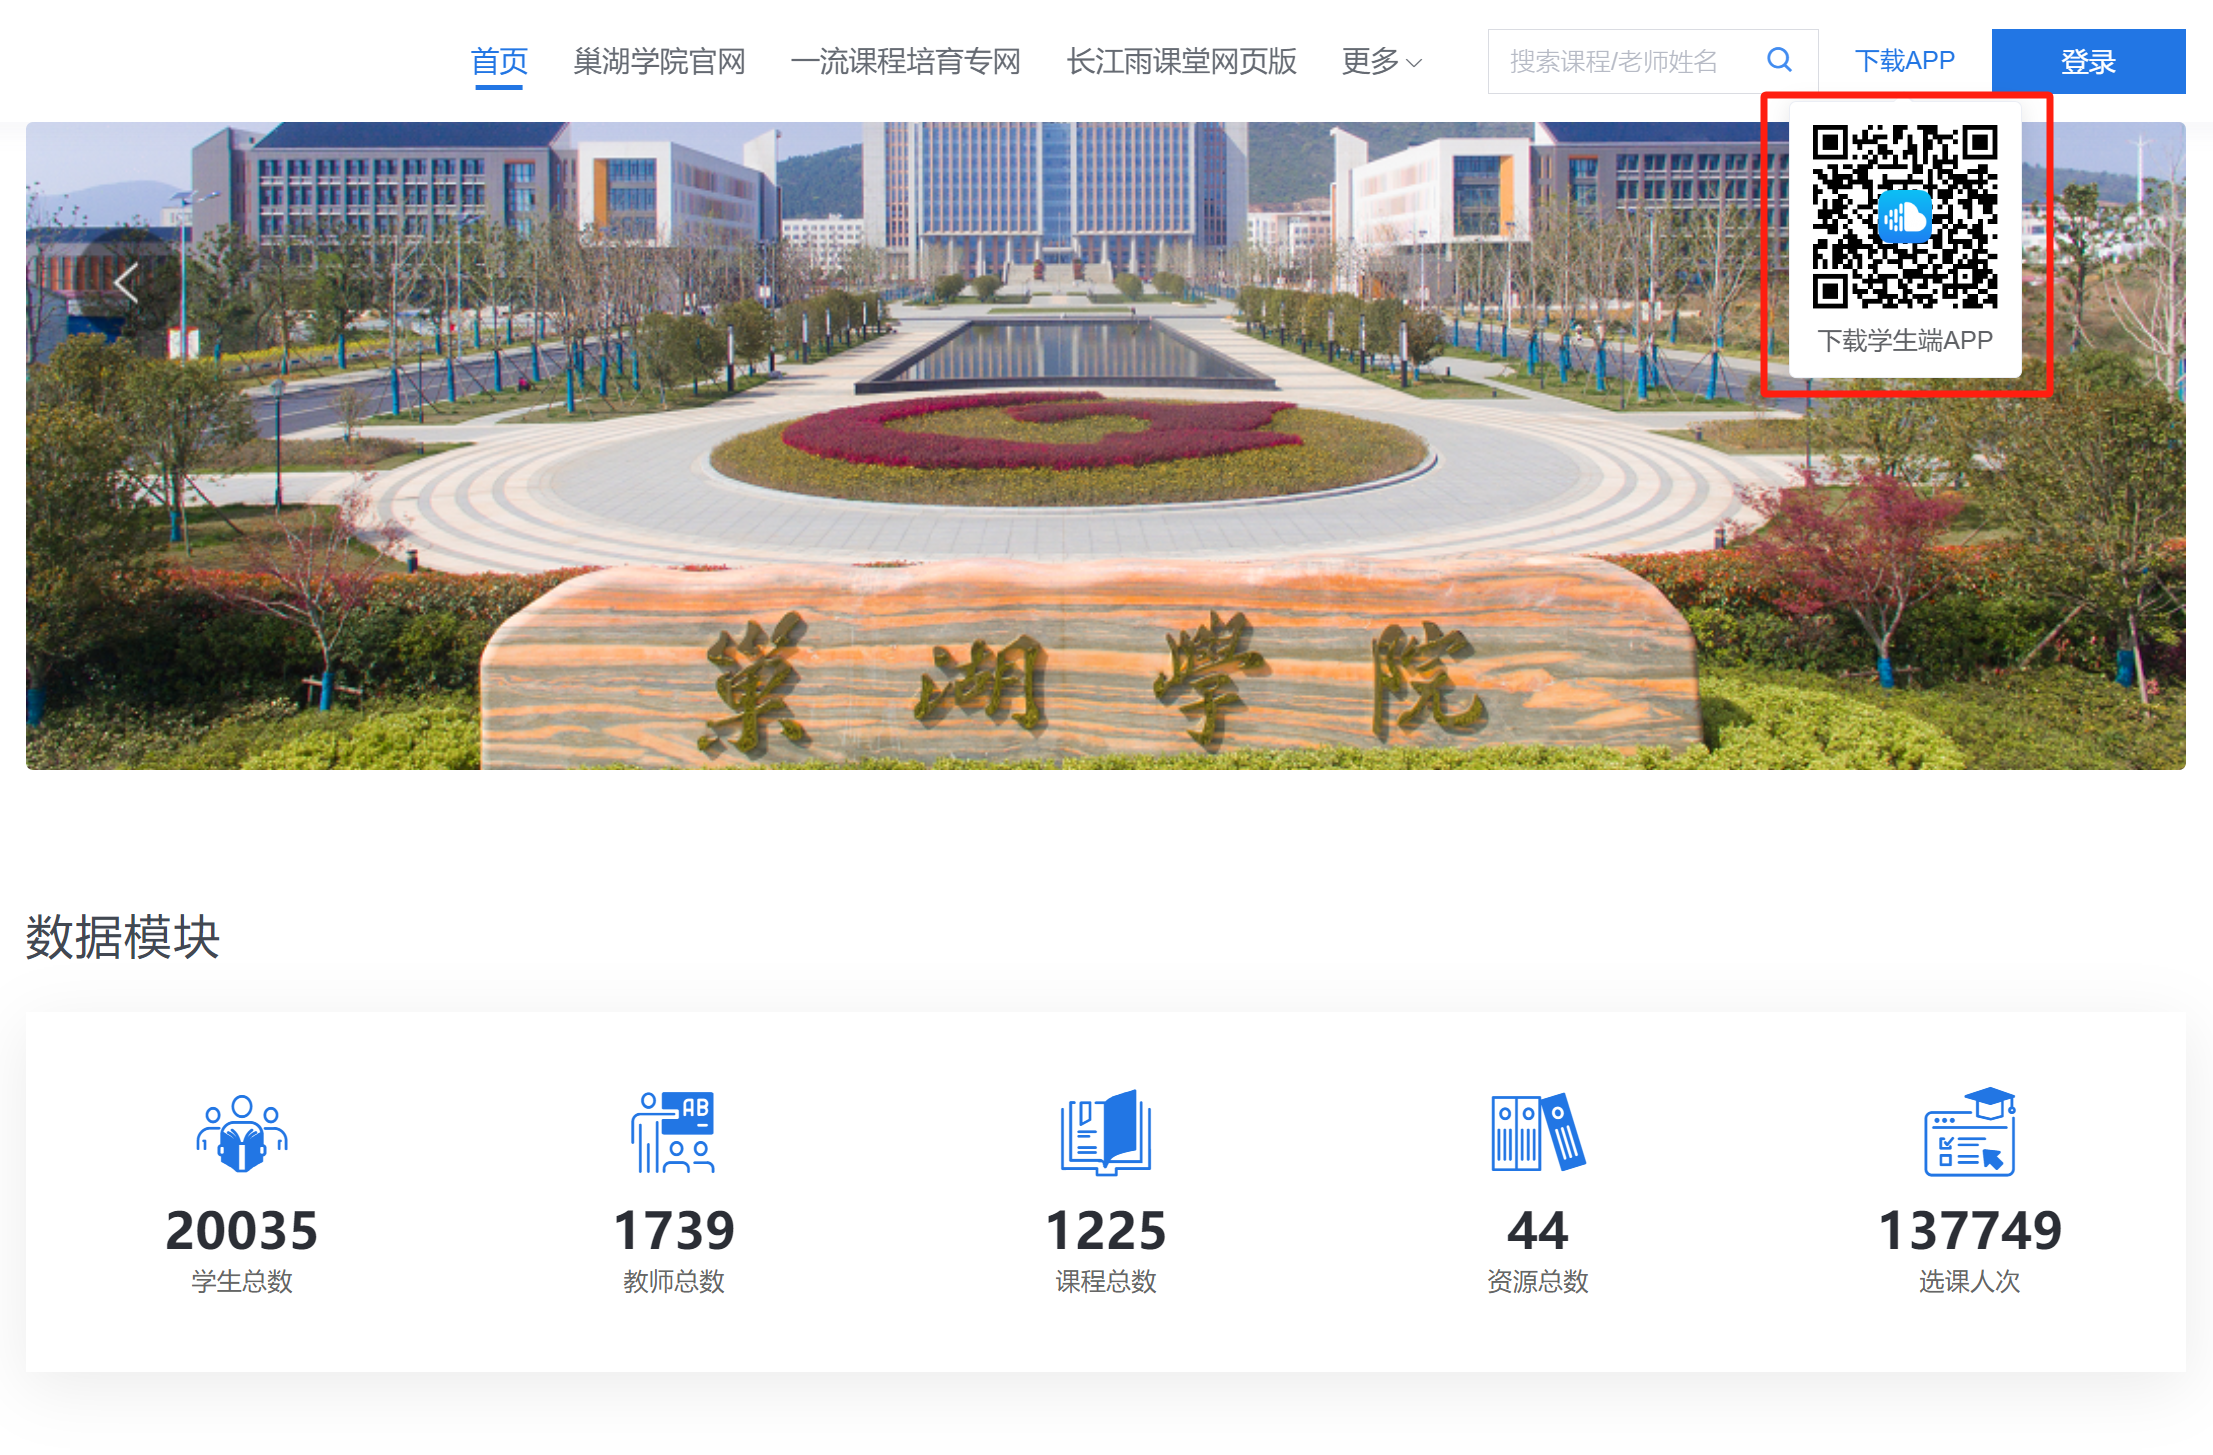 首页 巢湖学院官网 一流课程培育专网 长江雨课堂网页版 更多 搜索课程/老师姓名 下载APP 登录
下载学生端APP
巢湖學院
数据模块
AB
20035 1739 1225 44 137749
学生总数 教师总数 课程总数 资源总数 选课人次